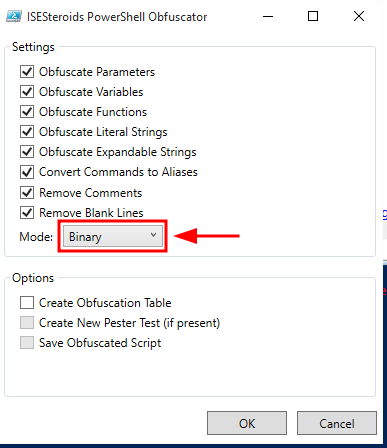 ISESteroids PowerShell Obfuscator
Settings
Obfuscate Parameters
Obfuscate Variables
Obfuscate Functions
Obfuscate Literal Strings
Obfuscate Expandable Strings
Convert Commands to Aliases
Remove Comments
Remove Blank Lines
Mode: Binary
Options
Create Obfuscation Table
Create New Pester Test (if present)
Save Obfuscated Script
OK Cancel